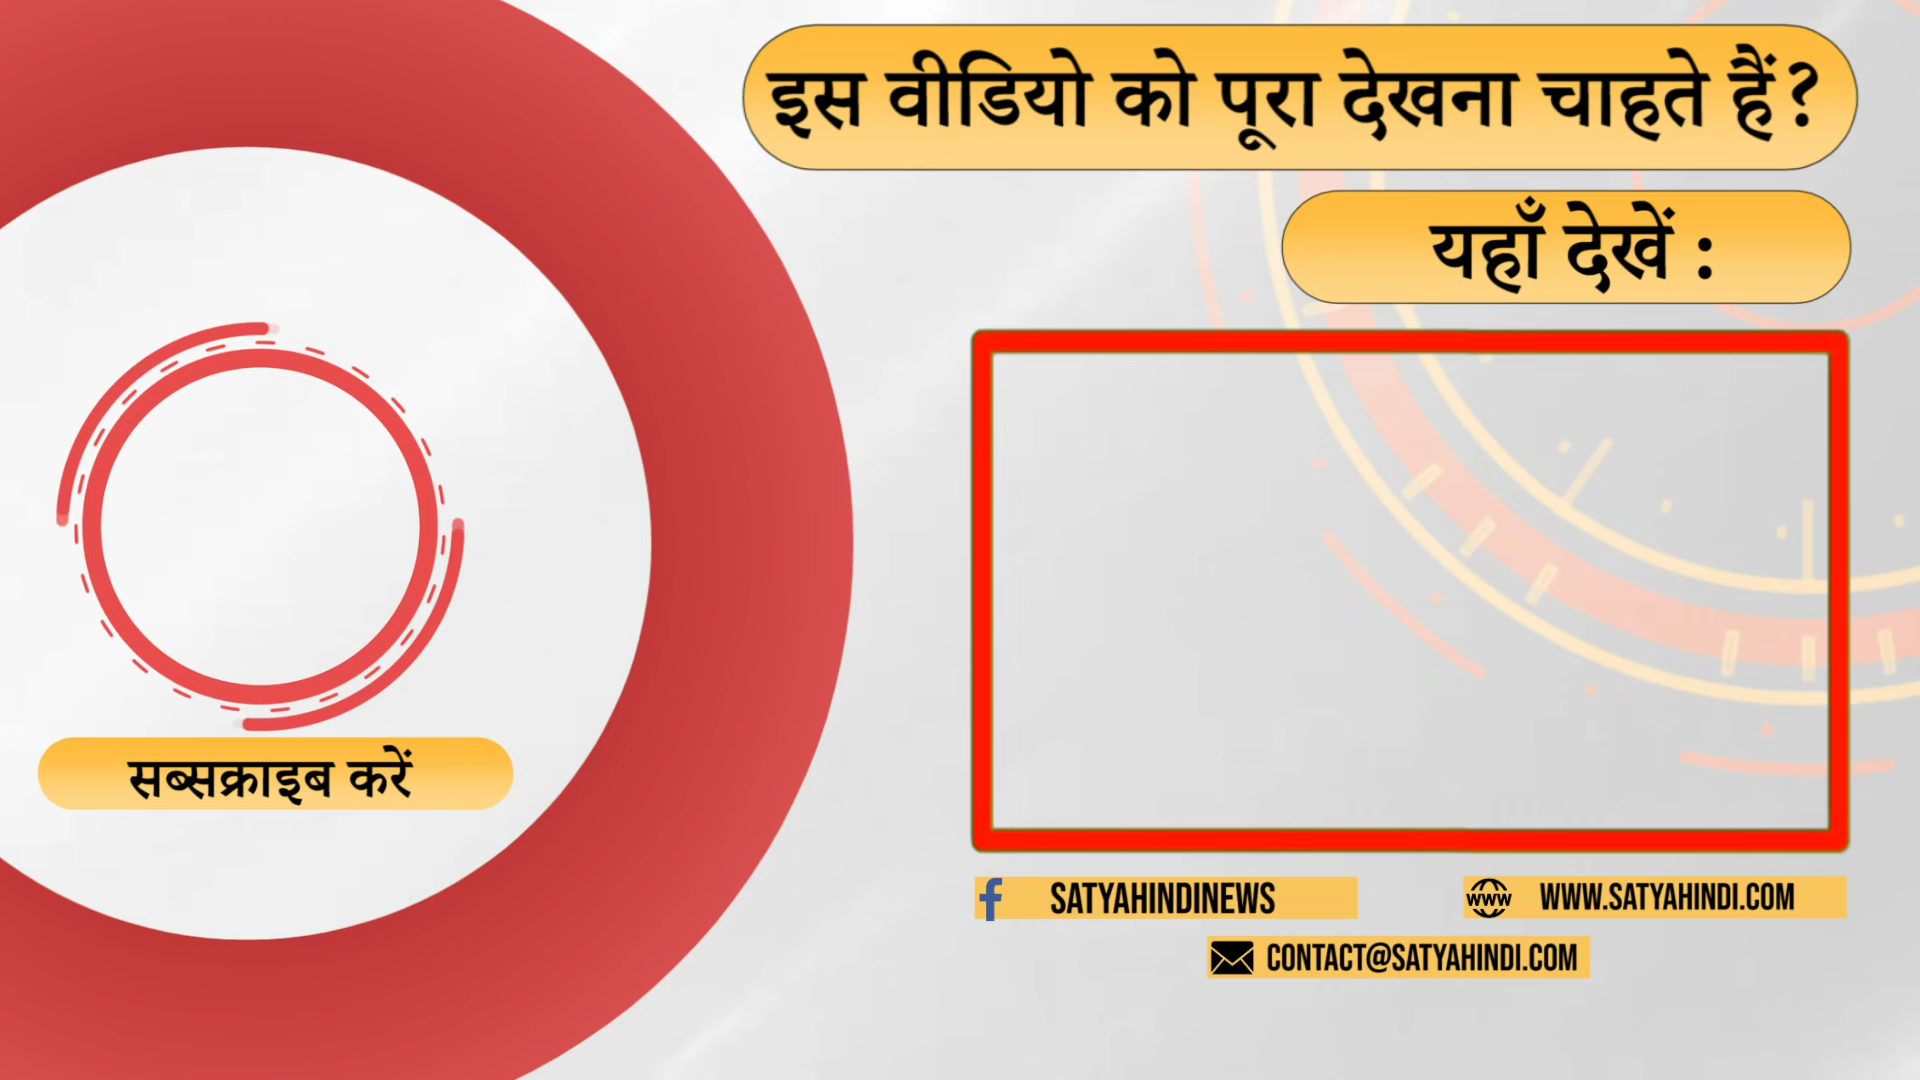 इस वीडियो को पूरा देखना चाहते हैं?
यहाँ देखें :
सब्सक्राइब करें
SATYAHINDINEWS
WWW
WWW.SATYAHINDI.COM
CONTACT@SATYAHINDI.COM